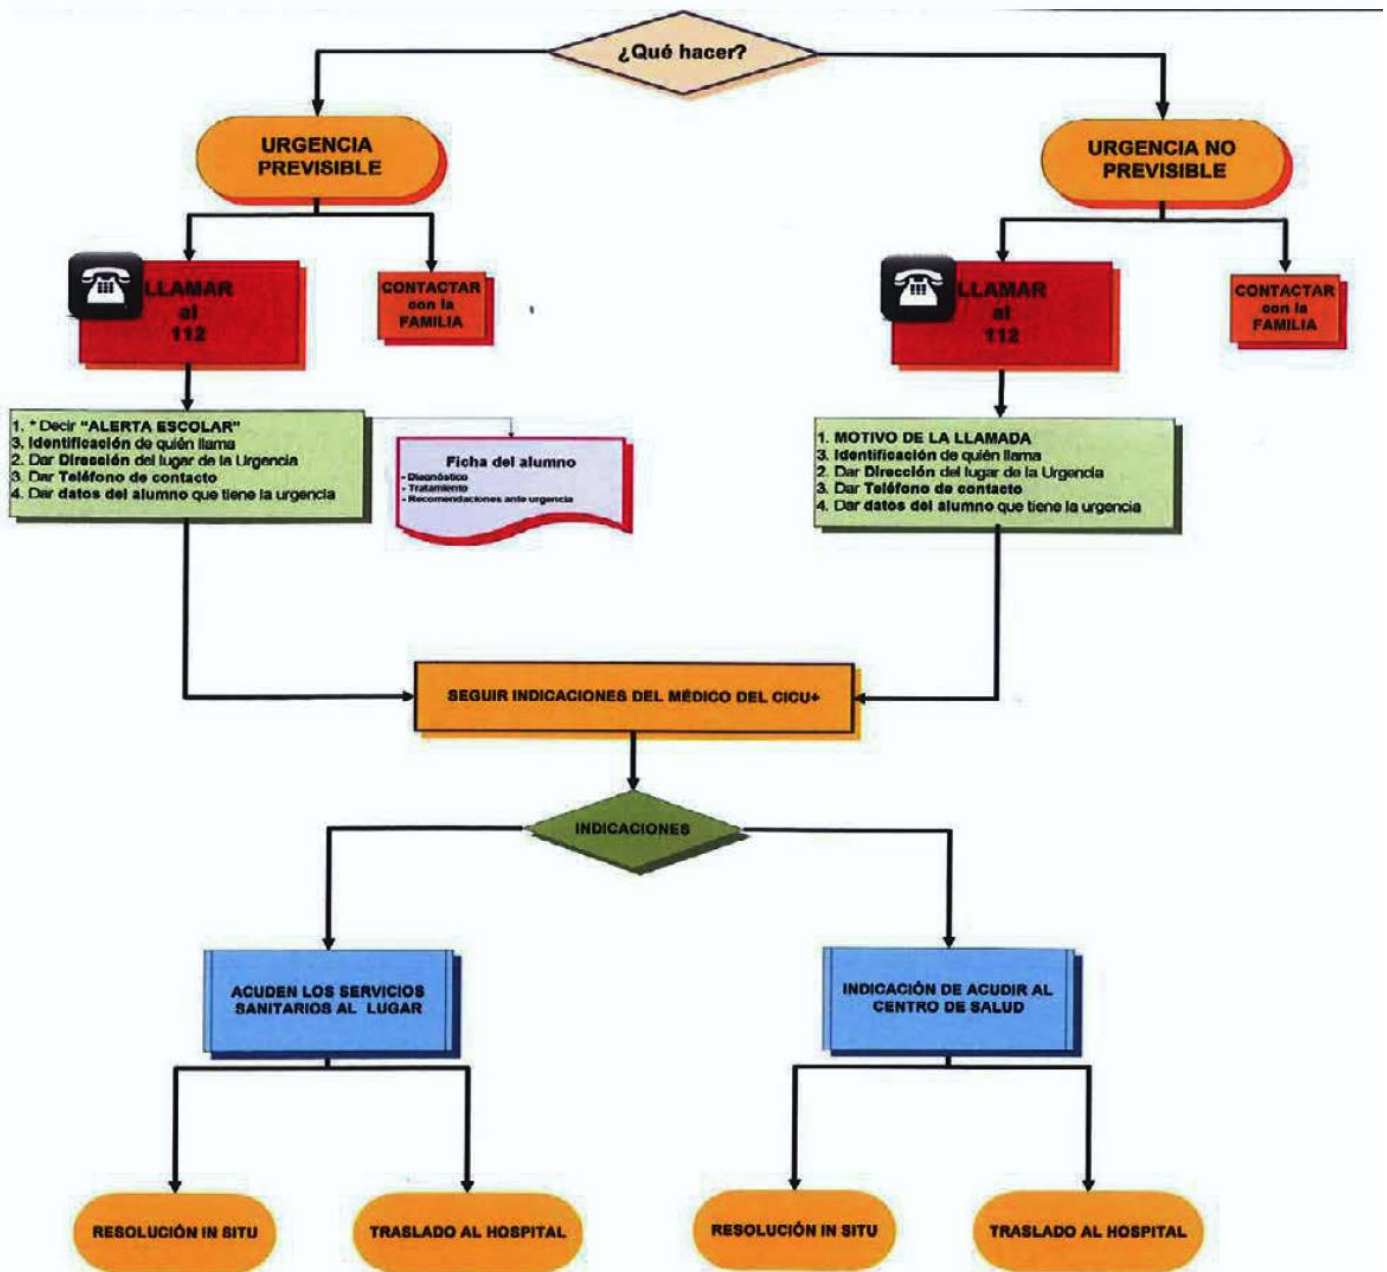 ¿Qué hacer?
URGENCIA
PREVISIBLE
URGENCIA NO
PREVISIBLE
LLAMAR
al
112
CONTACTAR
con la
FAMILIA
LLAMAR
al
112
CONTACTAR
con la
FAMILIA
1. * Decir “ALERTA ESCOLAR”
3. Identificación de quién llama
2. Dar Dirección del lugar de la Urgencia
3. Dar Teléfono de contacto
4. Dar datos del alumno que tiene la urgencia
Ficha del alumno
- Diagnóstico
- Tratamiento
- Recomendaciones ante urgencia
1. MOTIVO DE LA LLAMADA
3. Identificación de quién llama
2. Dar Dirección del lugar de la Urgencia
3. Dar Teléfono de contacto
4. Dar datos del alumno que tiene la urgencia
SEGUIR INDICACIONES DEL MÉDICO DEL CICU+
INDICACIONES
ACUDEN LOS SERVICIOS
SANITARIOS AL LUGAR
INDICACIÓN DE ACUDIR AL
CENTRO DE SALUD
RESOLUCIÓN IN SITU
TRASLADO AL HOSPITAL
RESOLUCIÓN IN SITU
TRASLADO AL HOSPITAL